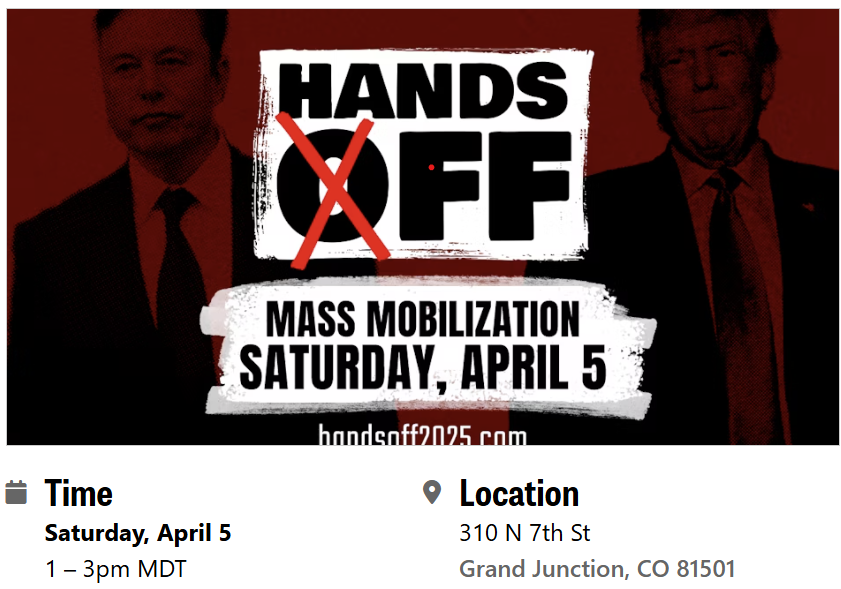 HANDS
OFF
MASS MOBILIZATION
SATURDAY, APRIL 5
handsoff2025.com
Time
Saturday, April 5
1 – 3pm MDT
Location
310 N 7th St
Grand Junction, CO 81501